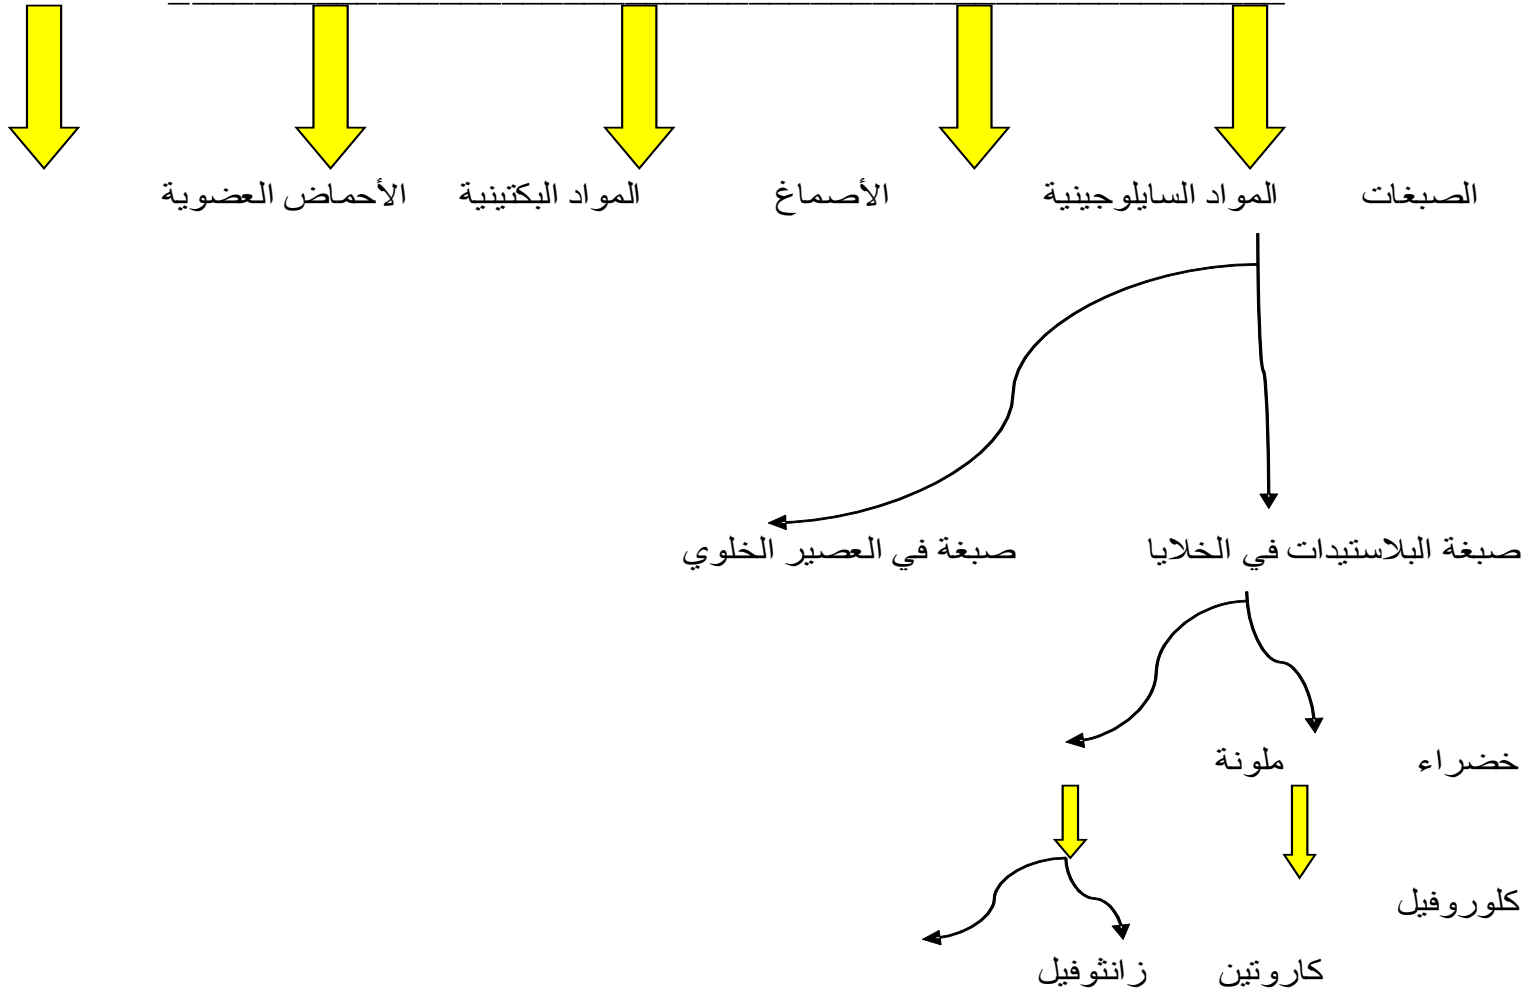 الصبغات المواد السايلوجينية الأصماغ المواد البكتينية الأحماض العضوية
صبغة البلاستيدات في الخلايا صبغة في العصير الخلوي
خضراء ملونة
كلوروفيل
كاروتين زانثوفيل